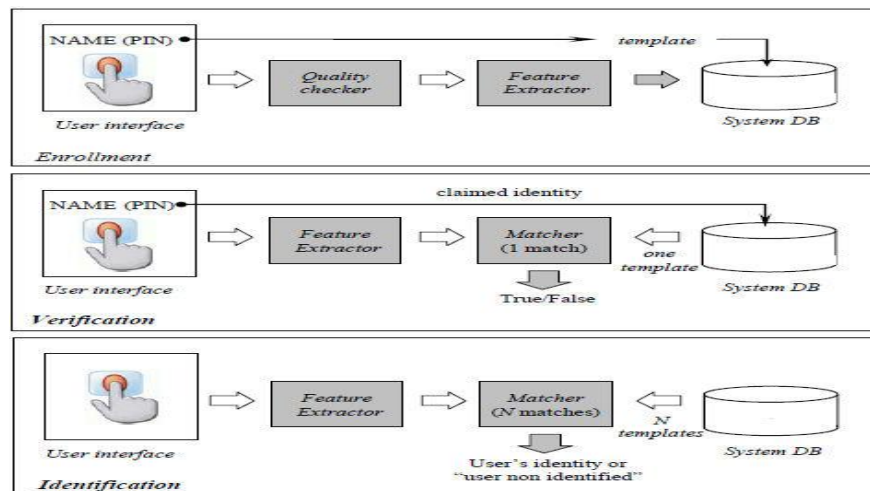 NAME (PIN)
template
Quality
checker
Feature
Extractor
User interface
System DB
Enrollment
claimed identity
NAME (PIN)
Feature
Extractor
Matcher
(1 match)
one
template
User interface
True/False
System DB
Verification
Feature
Extractor
Matcher
(N matches)
N
templates
User interface
System DB
User's identity or
"user non identified"
Identification